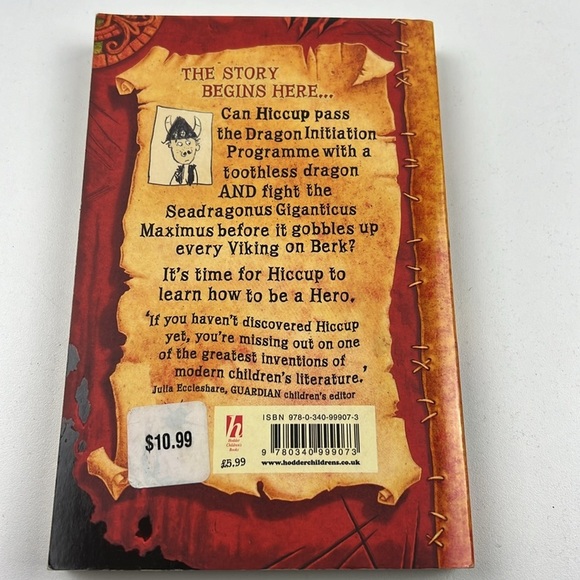 THE STORY
BEGINS HERE...
Can Hiccup pass
the Dragon Initiation
Programme with a
toothless dragon
AND fight the
Seadragonus Giganticus
Maximus before it gobbles up
every Viking on Berk?
It's time for Hiccup to
learn how to be a Hero.
'If you haven't discovered Hiccup
yet, you're missing out on one
of the greatest inventions of
modern children's literature.'
Julia Eccleshare, GUARDIAN children's editor
$10.99
h
Hodder
Children's
Books
£5.99
ISBN 978-0-340-99907-3
9 780340 999073
www.hodderchildrens.co.uk